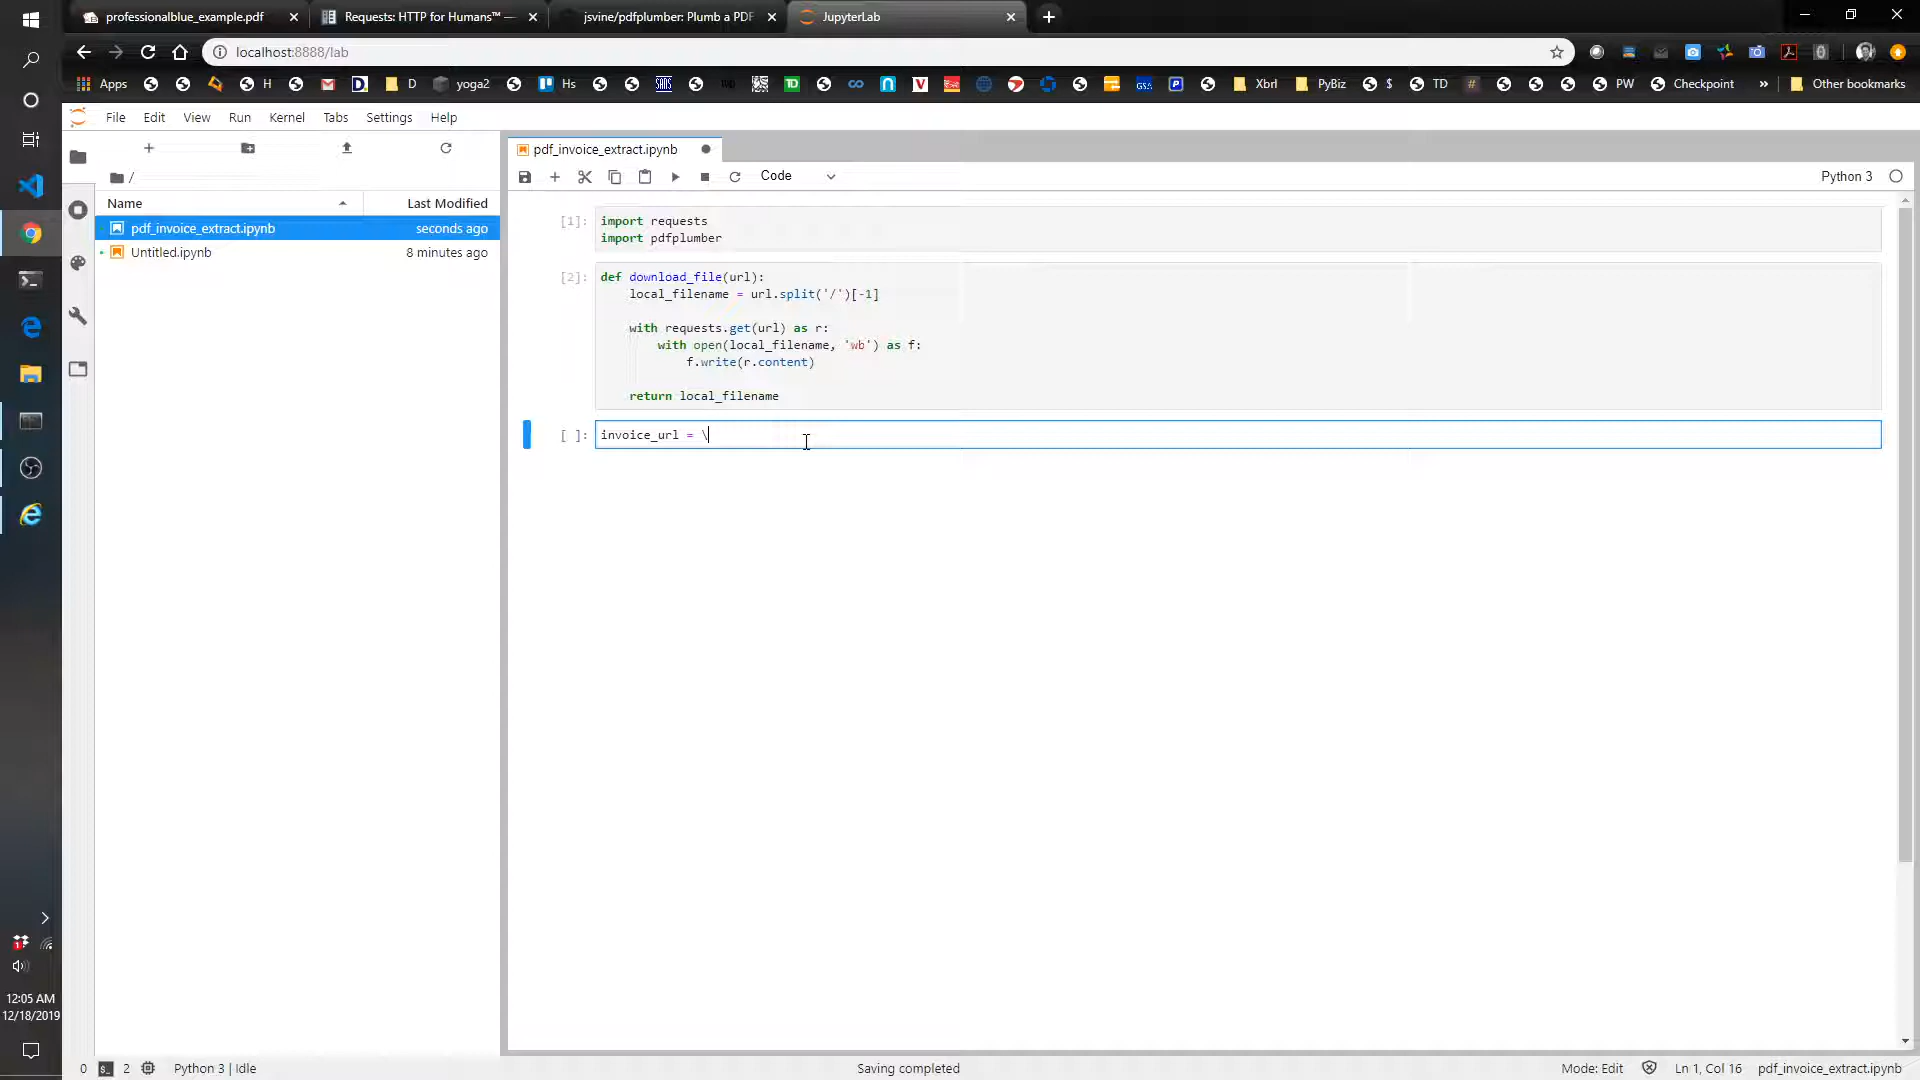 professionalblue_example.pdf
Requests: HTTP for Humans™ —
jsvine/pdfplumber: Plumb a PDF
JupyterLab
localhost:8888/lab
Apps
H
D
yoga2
Hs
Xbrl
PyBiz
$
TD
#
PW
Checkpoint
»
Other bookmarks
File Edit View Run Kernel Tabs Settings Help
/
Name
Last Modified
pdf_invoice_extract.ipynb
seconds ago
Untitled.ipynb
8 minutes ago
pdf_invoice_extract.ipynb
Code
Python 3
[1]: import requests
import pdfplumber
[2]: def download_file(url):
local_filename = url.split('/')[-1]
with requests.get(url) as r:
with open(local_filename, 'wb') as f:
f.write(r.content)
return local_filename
[ ]: invoice_url = \
12:05 AM
12/18/2019
0
2
Python 3 | Idle
Saving completed
Mode: Edit
Ln 1, Col 16
pdf_invoice_extract.ipynb